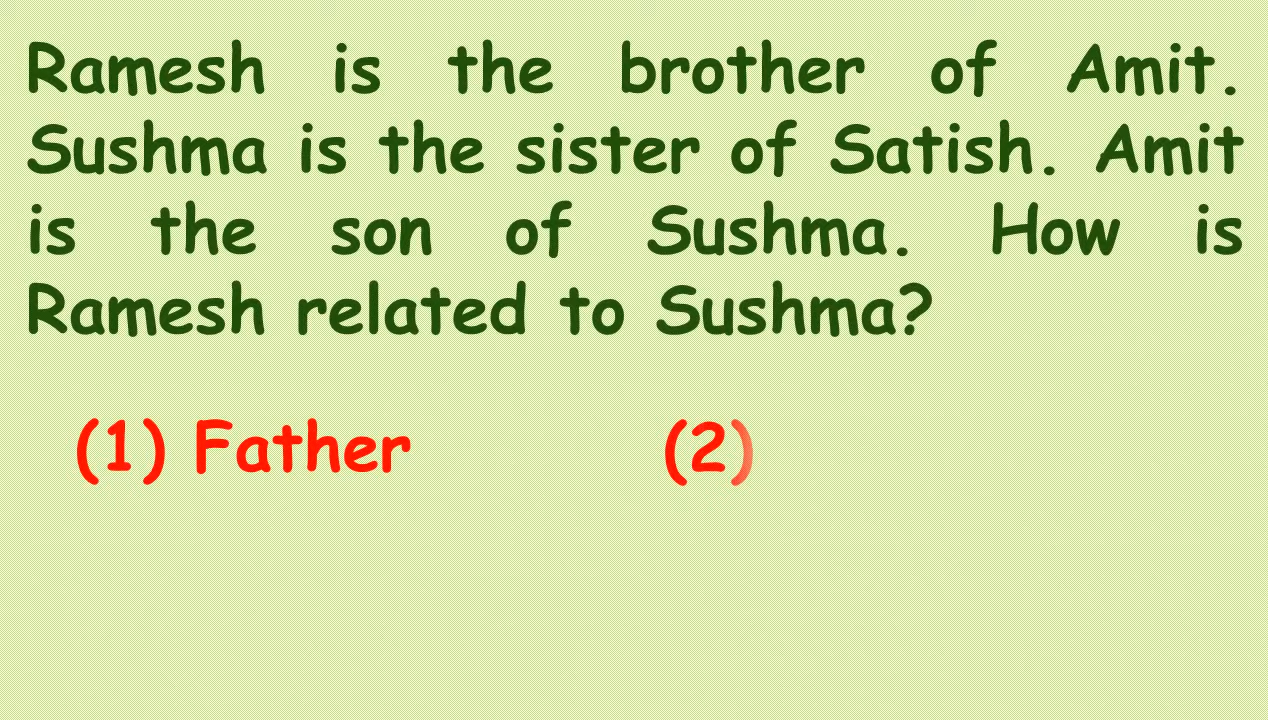 Ramesh is the brother of Amit.
Sushma is the sister of Satish. Amit
is the son of Sushma. How is
Ramesh related to Sushma?
(1) Father (2)